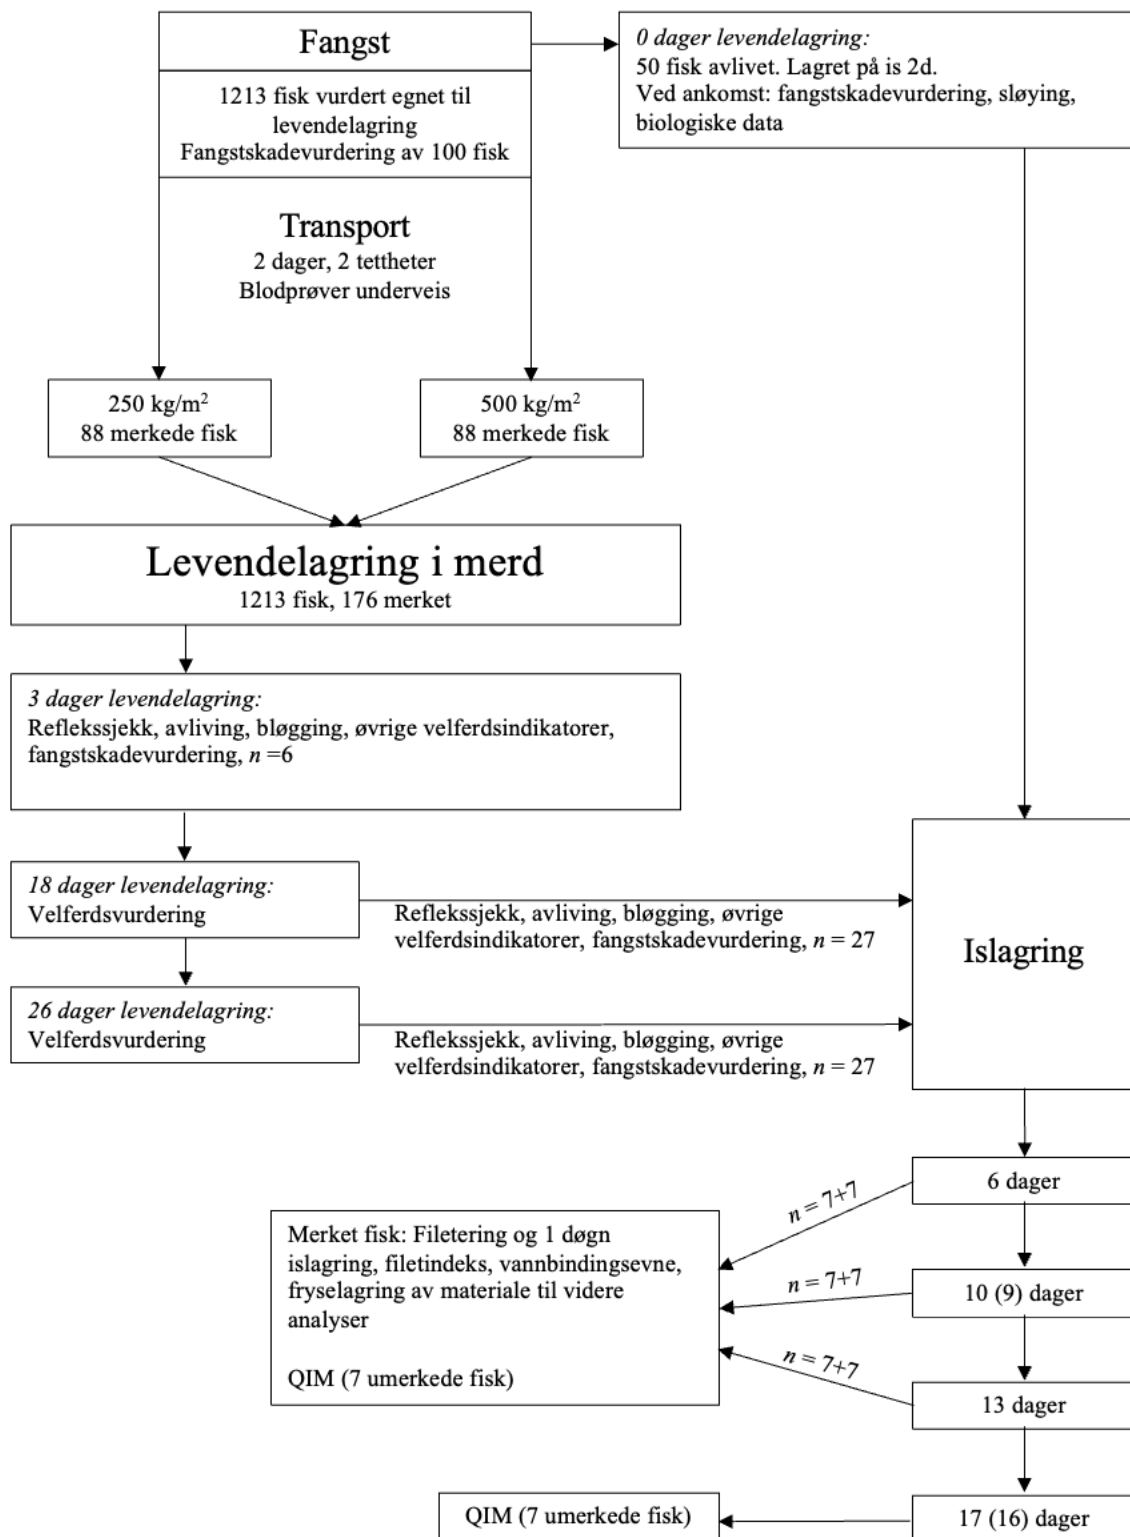 Fangst
1213 fisk vurdert egnet til
levendelagring
Fangstskadevurdering av 100 fisk
0 dager levendelagring:
50 fisk avlivet. Lagret på is 2d.
Ved ankomst: fangstskadevurdering, sløying,
biologiske data
Transport
2 dager, 2 tettheter
Blodprøver underveis
250 kg/m²
88 merkede fisk
500 kg/m²
88 merkede fisk
Levendelagring i merd
1213 fisk, 176 merket
3 dager levendelagring:
Reflekssjekk, avliving, bløgging, øvrige velferdsindikatorer,
fangstskadevurdering, n =6
18 dager levendelagring:
Velferdsvurdering
Reflekssjekk, avliving, bløgging, øvrige
velferdsindikatorer, fangstskadevurdering, n = 27
26 dager levendelagring:
Velferdsvurdering
Reflekssjekk, avliving, bløgging, øvrige
velferdsindikatorer, fangstskadevurdering, n = 27
Islagring
6 dager
n = 7+7
10 (9) dager
n = 7+7
13 dager
n = 7+7
Merket fisk: Filetering og 1 døgn
islagring, filetindeks, vannbindingsevne,
fryselagring av materiale til videre
analyser
QIM (7 umerkede fisk)
17 (16) dager
QIM (7 umerkede fisk)